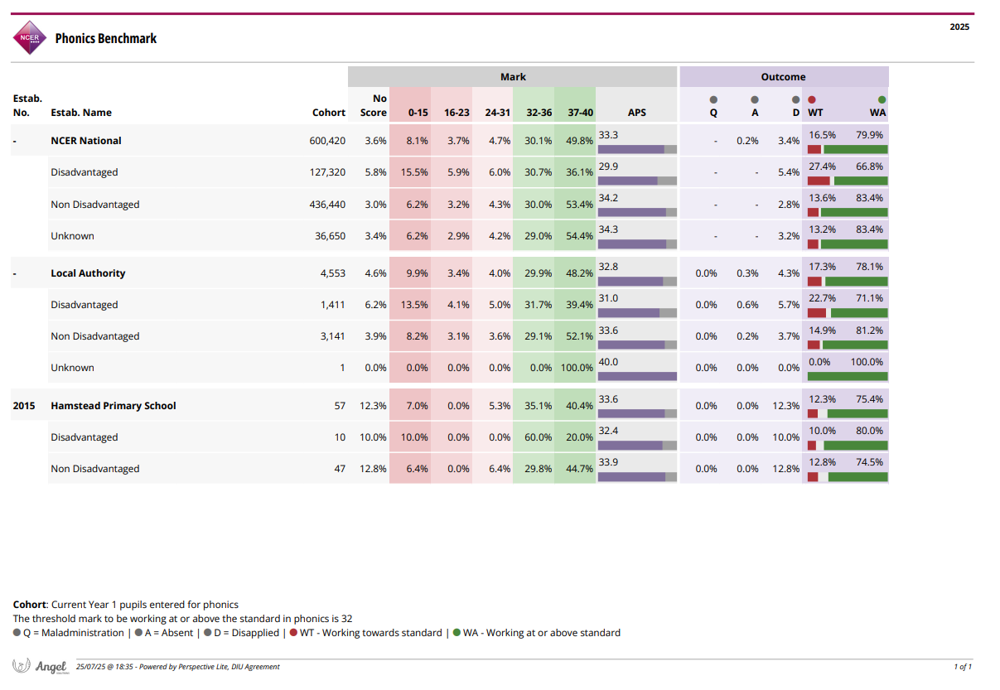 2025
NCER
Phonics Benchmark
Mark Outcome
Estab. No. Estab. Name Cohort No Score 0-15 16-23 24-31 32-36 37-40 APS Q A D WT WA
- NCER National 600,420 3.6% 8.1% 3.7% 4.7% 30.1% 49.8% 33.3 - 0.2% 3.4% 16.5% 79.9%
Disadvantaged 127,320 5.8% 15.5% 5.9% 6.0% 30.7% 36.1% 29.9 - - 5.4% 27.4% 66.8%
Non Disadvantaged 436,440 3.0% 6.2% 3.2% 4.3% 30.0% 53.4% 34.2 - - 2.8% 13.6% 83.4%
Unknown 36,650 3.4% 6.2% 2.9% 4.2% 29.0% 54.4% 34.3 - - 3.2% 13.2% 83.4%
- Local Authority 4,553 4.6% 9.9% 3.4% 4.0% 29.9% 48.2% 32.8 0.0% 0.3% 4.3% 17.3% 78.1%
Disadvantaged 1,411 6.2% 13.5% 4.1% 5.0% 31.7% 39.4% 31.0 0.0% 0.6% 5.7% 22.7% 71.1%
Non Disadvantaged 3,141 3.9% 8.2% 3.1% 3.6% 29.1% 52.1% 33.6 0.0% 0.2% 3.7% 14.9% 81.2%
Unknown 1 0.0% 0.0% 0.0% 0.0% 0.0% 100.0% 40.0 0.0% 0.0% 0.0% 0.0% 100.0%
2015 Hamstead Primary School 57 12.3% 7.0% 0.0% 5.3% 35.1% 40.4% 33.6 0.0% 0.0% 12.3% 12.3% 75.4%
Disadvantaged 10 10.0% 10.0% 0.0% 0.0% 60.0% 20.0% 32.4 0.0% 0.0% 10.0% 10.0% 80.0%
Non Disadvantaged 47 12.8% 6.4% 0.0% 6.4% 29.8% 44.7% 33.9 0.0% 0.0% 12.8% 12.8% 74.5%
Cohort: Current Year 1 pupils entered for phonics
The threshold mark to be working at or above the standard in phonics is 32
Q = Maladministration | A = Absent | D = Disapplied | WT - Working towards standard | WA - Working at or above standard
Angel 25/07/25 @ 18:35 - Powered by Perspective Lite, DIU Agreement 1 of 1